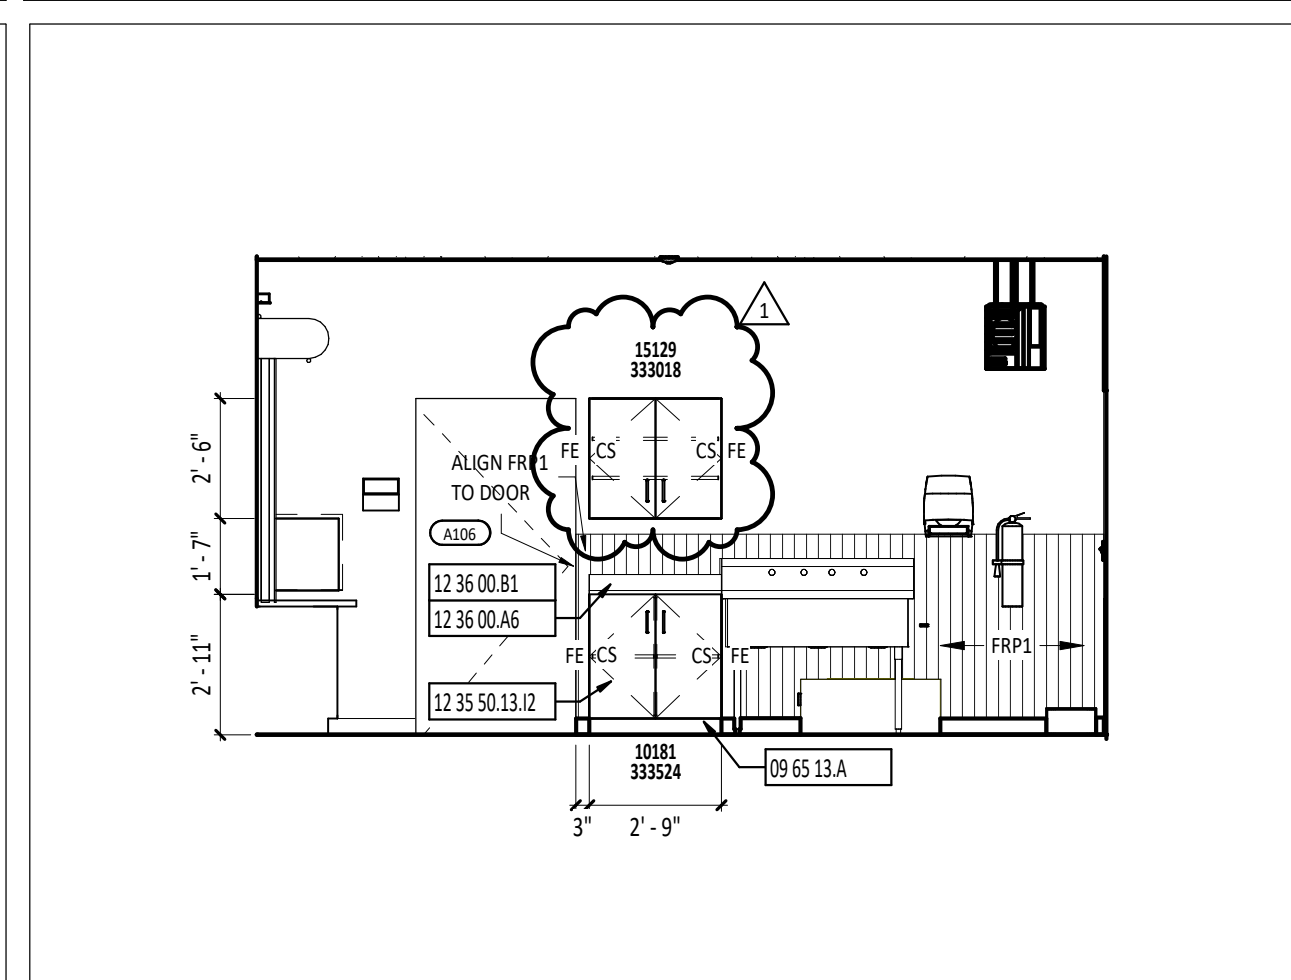 1
15129
333018
2' - 6"
FE
CS
CS
FE
ALIGN FRP1
TO DOOR
A106
1' - 7"
12 36 00.B1
12 36 00.A6
FRP1
FE
CS
CS
FE
2' - 11"
12 35 50.13.I2
10181
333524
09 65 13.A
3"
2' - 9"